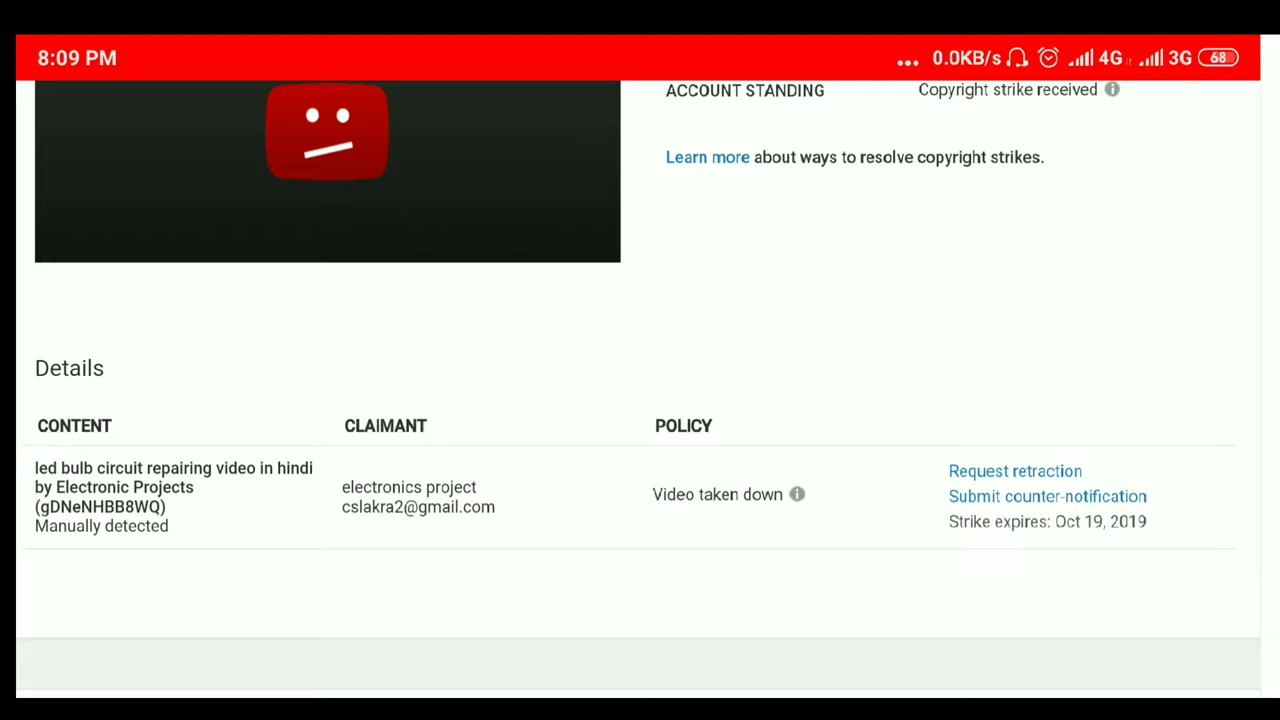 8:09 PM
... 0.0KB/s 4G 3G 68
ACCOUNT STANDING Copyright strike received
Learn more about ways to resolve copyright strikes.
Details
CONTENT CLAIMANT POLICY
led bulb circuit repairing video in hindi
by Electronic Projects
(gDNeNHBB8WQ)
Manually detected
electronics project
cslakra2@gmail.com
Video taken down
Request retraction
Submit counter-notification
Strike expires: Oct 19, 2019